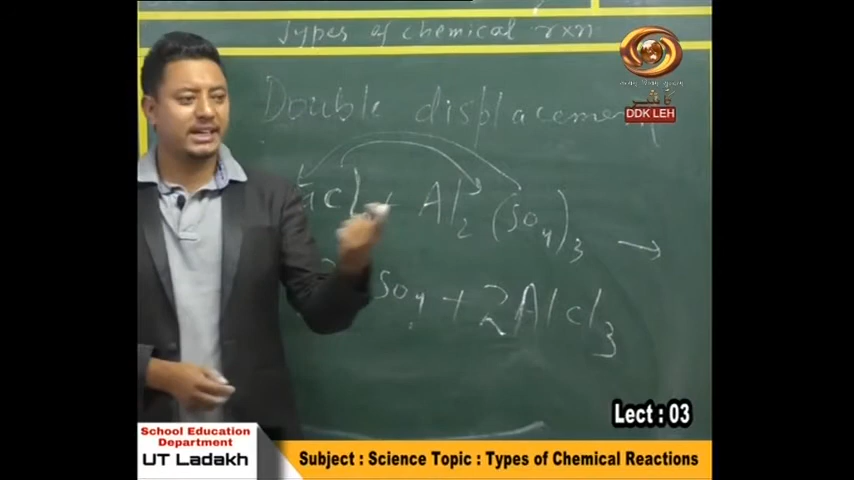 Types of chemical rxn
Double displacement
aCl + Al2 (SO4)3 →
SO4 + 2AlCl3
DDK LEH
Lect : 03
School Education
Department
UT Ladakh
Subject : Science Topic : Types of Chemical Reactions